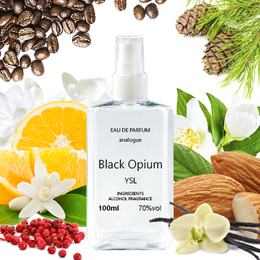 EAU DE PARFUM
analogue
Black Opium
YSL
INGREDIENTS
ALCOHOL FRAGRANCE
100ml 70%vol